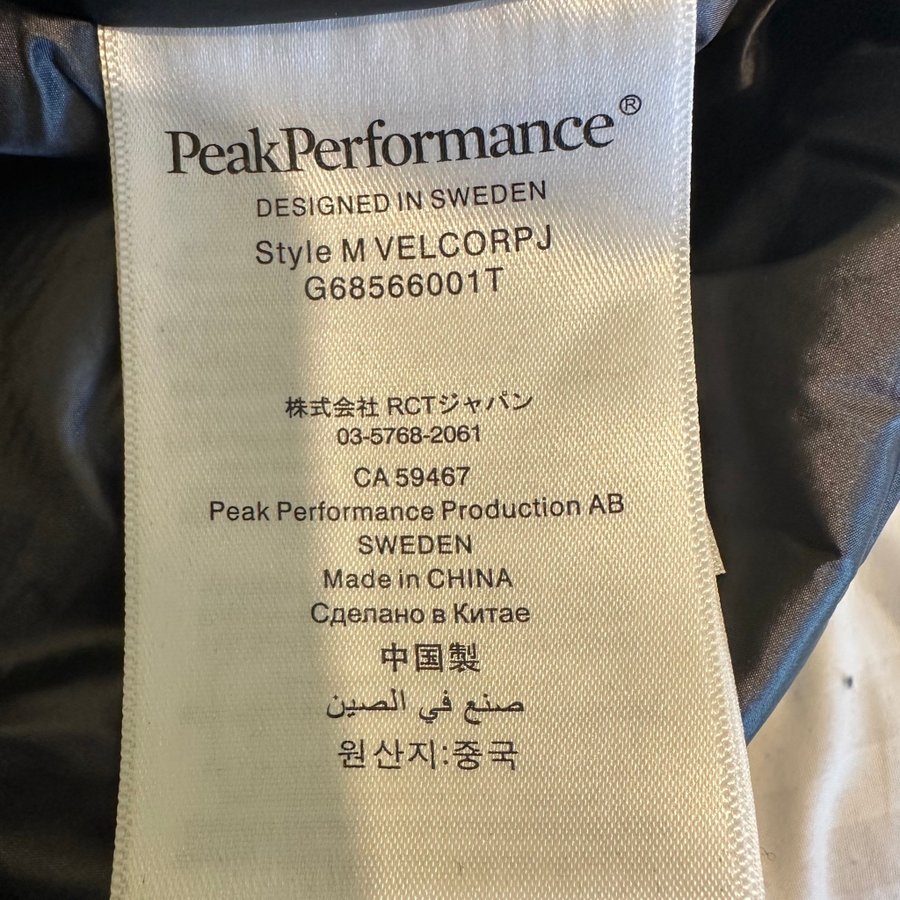 PeakPerformance®
DESIGNED IN SWEDEN
Style M VELCORPJ
G68566001T
株式会社 RCTジャパン
03-5768-2061
CA 59467
Peak Performance Production AB
SWEDEN
Made in CHINA
Сделано в Китае
中国製
صنع في الصين
원산지:중국